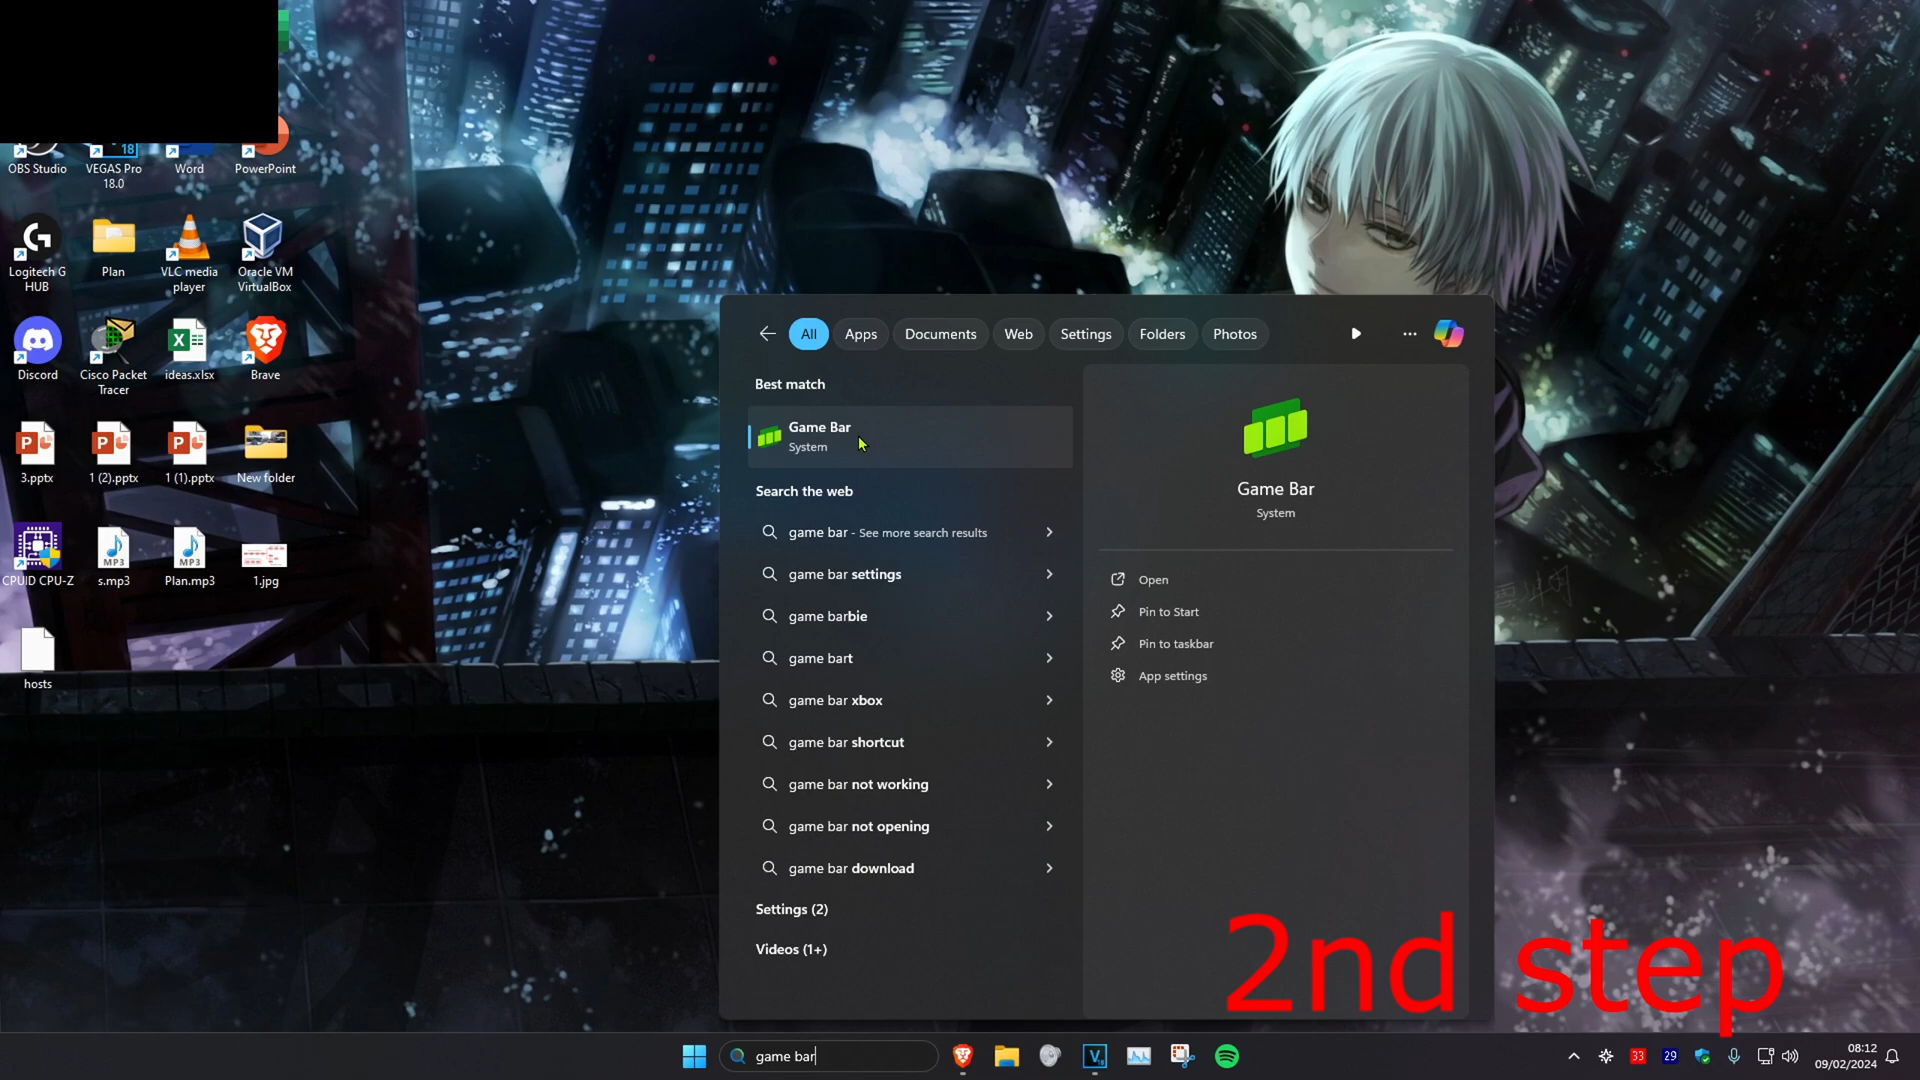 OBS Studio
VEGAS Pro 18.0
Word
PowerPoint
Logitech G HUB
Plan
VLC media player
Oracle VM VirtualBox
Discord
Cisco Packet Tracer
ideas.xlsx
Brave
3.pptx
1 (2).pptx
1 (1).pptx
New folder
CPUID CPU-Z
s.mp3
Plan.mp3
1.jpg
hosts
All
Apps
Documents
Web
Settings
Folders
Photos
Best match
Game Bar
System
Search the web
game bar - See more search results
game bar settings
game barbie
game bart
game bar xbox
game bar shortcut
game bar not working
game bar not opening
game bar download
Settings (2)
Videos (1+)
Game Bar
System
Open
Pin to Start
Pin to taskbar
App settings
2nd step
game bar
33
29
08:12
09/02/2024